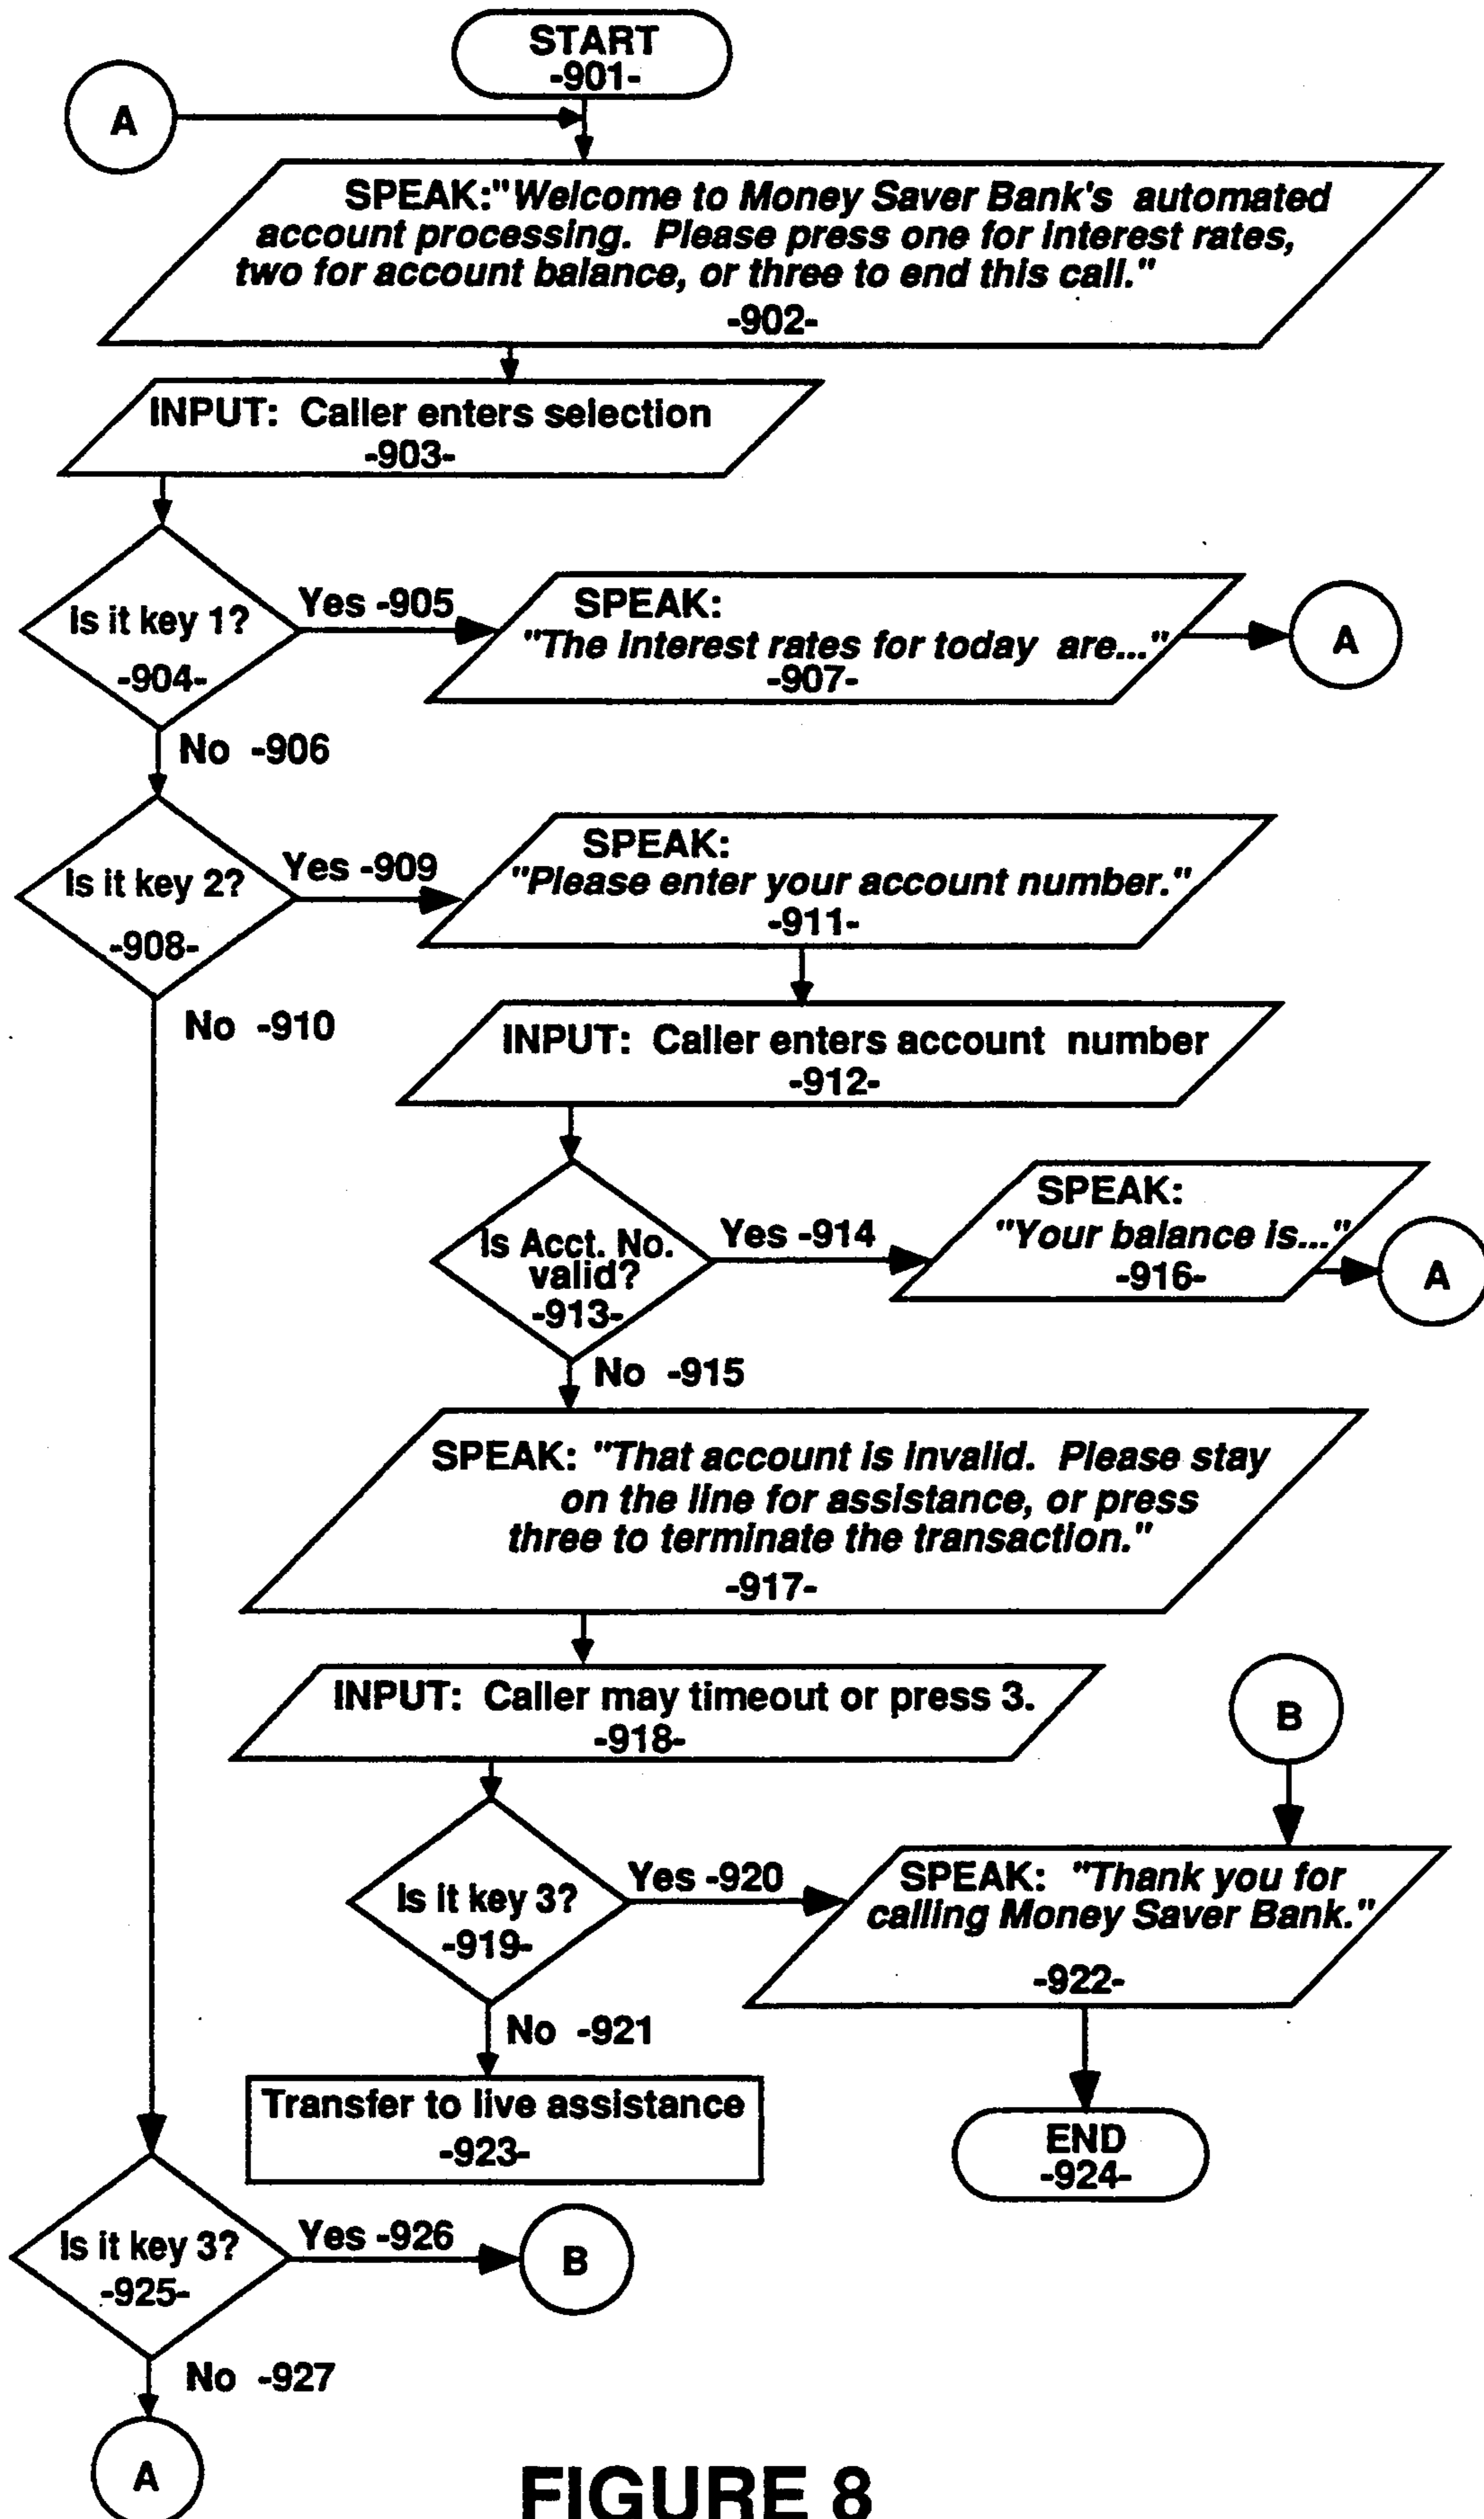 START
-901-
A
SPEAK:"Welcome to Money Saver Bank's automated
account processing. Please press one for interest rates,
two for account balance, or three to end this call."
-902-
INPUT: Caller enters selection
-903-
Is it key 1?
-904-
Yes -905
SPEAK:
"The interest rates for today are..."
-907-
A
No -906
Is it key 2?
-908-
Yes -909
SPEAK:
"Please enter your account number."
-911-
No -910
INPUT: Caller enters account number
-912-
Is Acct. No.
valid?
-913-
Yes -914
SPEAK:
"Your balance is..."
-916-
A
No -915
SPEAK: "That account is invalid. Please stay
on the line for assistance, or press
three to terminate the transaction."
-917-
INPUT: Caller may timeout or press 3.
-918-
B
Is it key 3?
-919-
Yes -920
SPEAK: "Thank you for
calling Money Saver Bank."
-922-
No -921
Transfer to live assistance
-923-
END
-924-
Is it key 3?
-925-
Yes -926
B
No -927
A
FIGURE 8